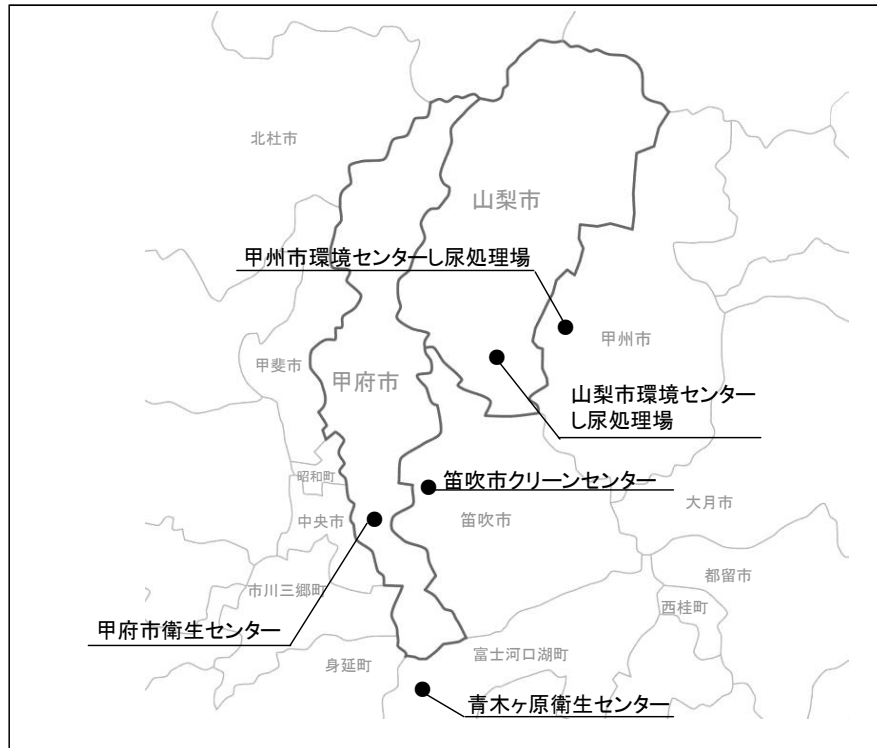 北杜市
山梨市
甲州市環境センターし尿処理場
甲州市
甲斐市
甲府市
山梨市環境センター
し尿処理場
昭和町
笛吹市クリーンセンター
大月市
中央市
笛吹市
都留市
市川三郷町
西桂町
甲府市衛生センター
身延町
富士河口湖町
青木ヶ原衛生センター